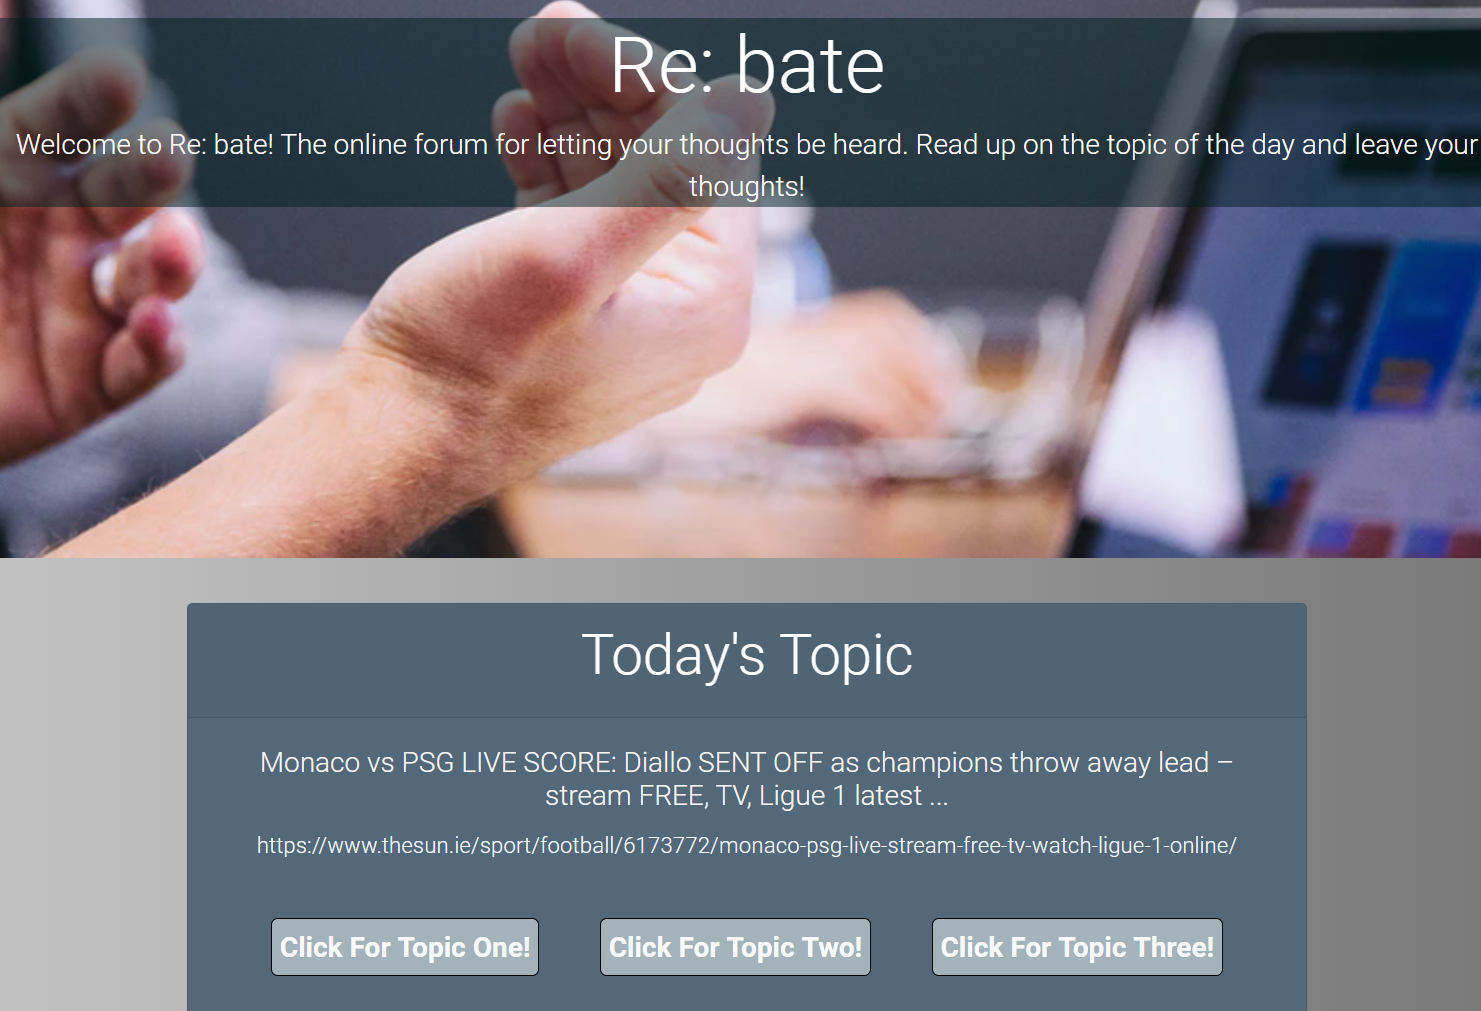 Re: bate
Welcome to Re: bate! The online forum for letting your thoughts be heard. Read up on the topic of the day and leave your
thoughts!
Today's Topic
Monaco vs PSG LIVE SCORE: Diallo SENT OFF as champions throw away lead –
stream FREE, TV, Ligue 1 latest ...
https://www.thesun.ie/sport/football/6173772/monaco-psg-live-stream-free-tv-watch-ligue-1-online/
Click For Topic One!
Click For Topic Two!
Click For Topic Three!